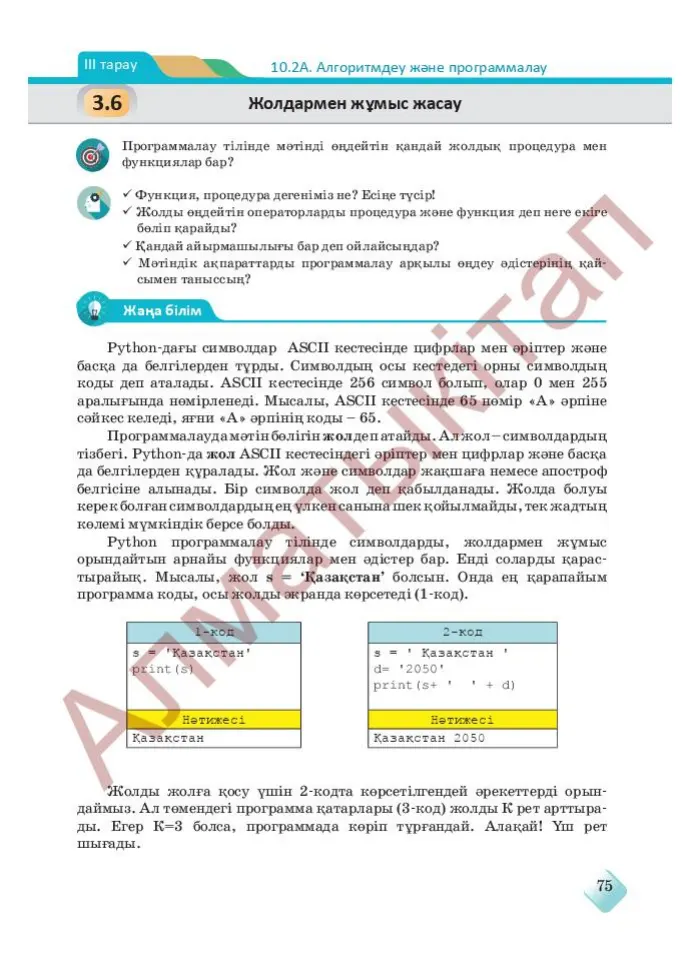 III тарау
10.2А. Алгоритмдеу және программалау
3.6
Жолдармен жұмыс жасау
Программалау тілінде мәтінді өңдейтін қандай жолдық процедура мен
функциялар бар?
✓ Функция, процедура дегеніміз не? Есіңе түсір!
✓ Жолды өңдейтін операторларды процедура және функция деп неге екіге
бөліп қарайды?
✓ Қандай айырмашылығы бар деп ойлайсыңдар?
✓ Мәтіндік ақпараттарды программалау арқылы өңдеу әдістерінің қай-
сымен таныссың?
Жаңа білім
Python-дағы символдар ASCII кестесінде цифрлар мен әріптер және
басқа да белгілерден тұрды. Символдың осы кестедегі орны символдың
коды деп аталады. ASCII кестесінде 256 символ болып, олар 0 мен 255
аралығында нөмірленеді. Мысалы, ASCII кестесінде 65 нөмір «А» әрпіне
сәйкес келеді, яғни «А» әрпінің коды – 65.
Программалауда мәтін бөлігін жол деп атайды. Ал жол – символдардың
тізбегі. Python-да жол ASCII кестесіндегі әріптер мен цифрлар және басқа
да белгілерден құралады. Жол және символдар жақшаға немесе апостроф
белгісіне алынады. Бір символда жол деп қабылданады. Жолда болуы
керек болған символдардың ең үлкен санына шек қойылмайды, тек жадтың
көлемі мүмкіндік берсе болды.
Python программалау тілінде символдарды, жолдармен жұмыс
орындайтын арнайы функциялар мен әдістер бар. Енді соларды қарас-
тырайық. Мысалы, жол s = ‘Қазақстан’ болсын. Онда ең қарапайым
программа коды, осы жолды экранда көрсетеді (1-код).
1-код
s = 'Қазақстан'
print(s)
Нәтижесі
Қазақстан
2-код
s = ' Қазақстан '
d= '2050'
print(s+ '  ' + d)
Нәтижесі
Қазақстан 2050
Жолды жолға қосу үшін 2-кодта көрсетілгендей әрекеттерді орын-
даймыз. Ал төмендегі программа қатарлары (3-код) жолды К рет арттыра-
ды. Егер К=3 болса, программада көріп тұрғандай. Алақай! Үш рет
шығады.
75
Алматыкітап